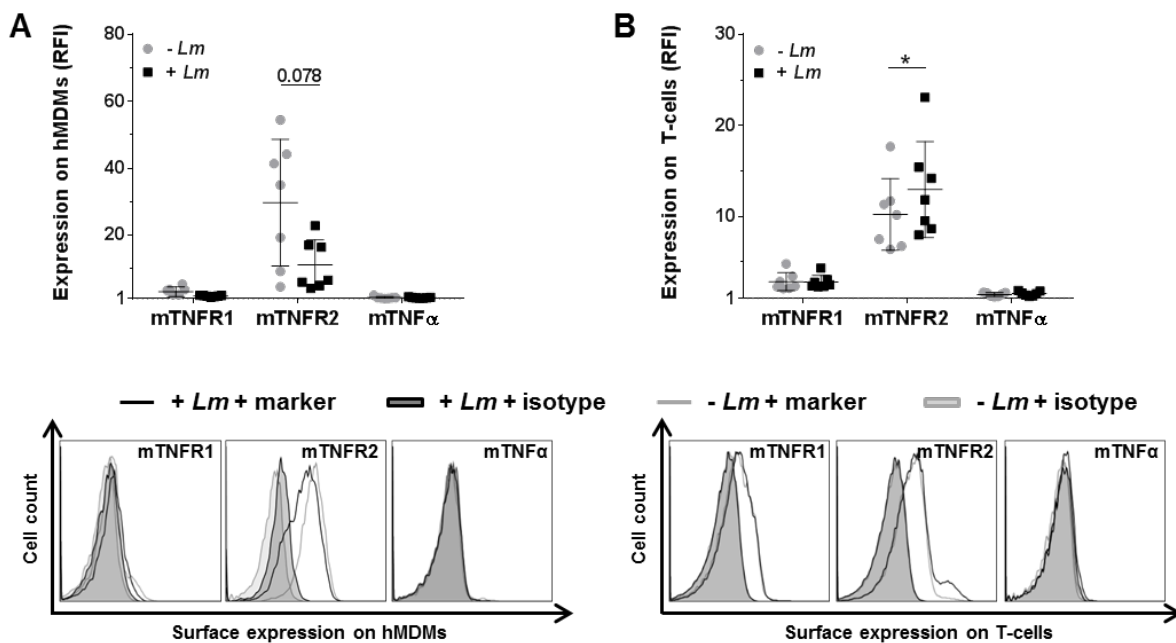 A
Expression on hMDMs (RFI)
80
60
40
20
1
- Lm
+ Lm
0.078
mTNFR1 mTNFR2 mTNFα
B
Expression on T-cells (RFI)
30
20
10
1
- Lm
+ Lm
*
mTNFR1 mTNFR2 mTNFα
+ Lm + marker + Lm + isotype - Lm + marker - Lm + isotype
Cell count
mTNFR1 mTNFR2 mTNFα
Surface expression on hMDMs
Cell count
mTNFR1 mTNFR2 mTNFα
Surface expression on T-cells